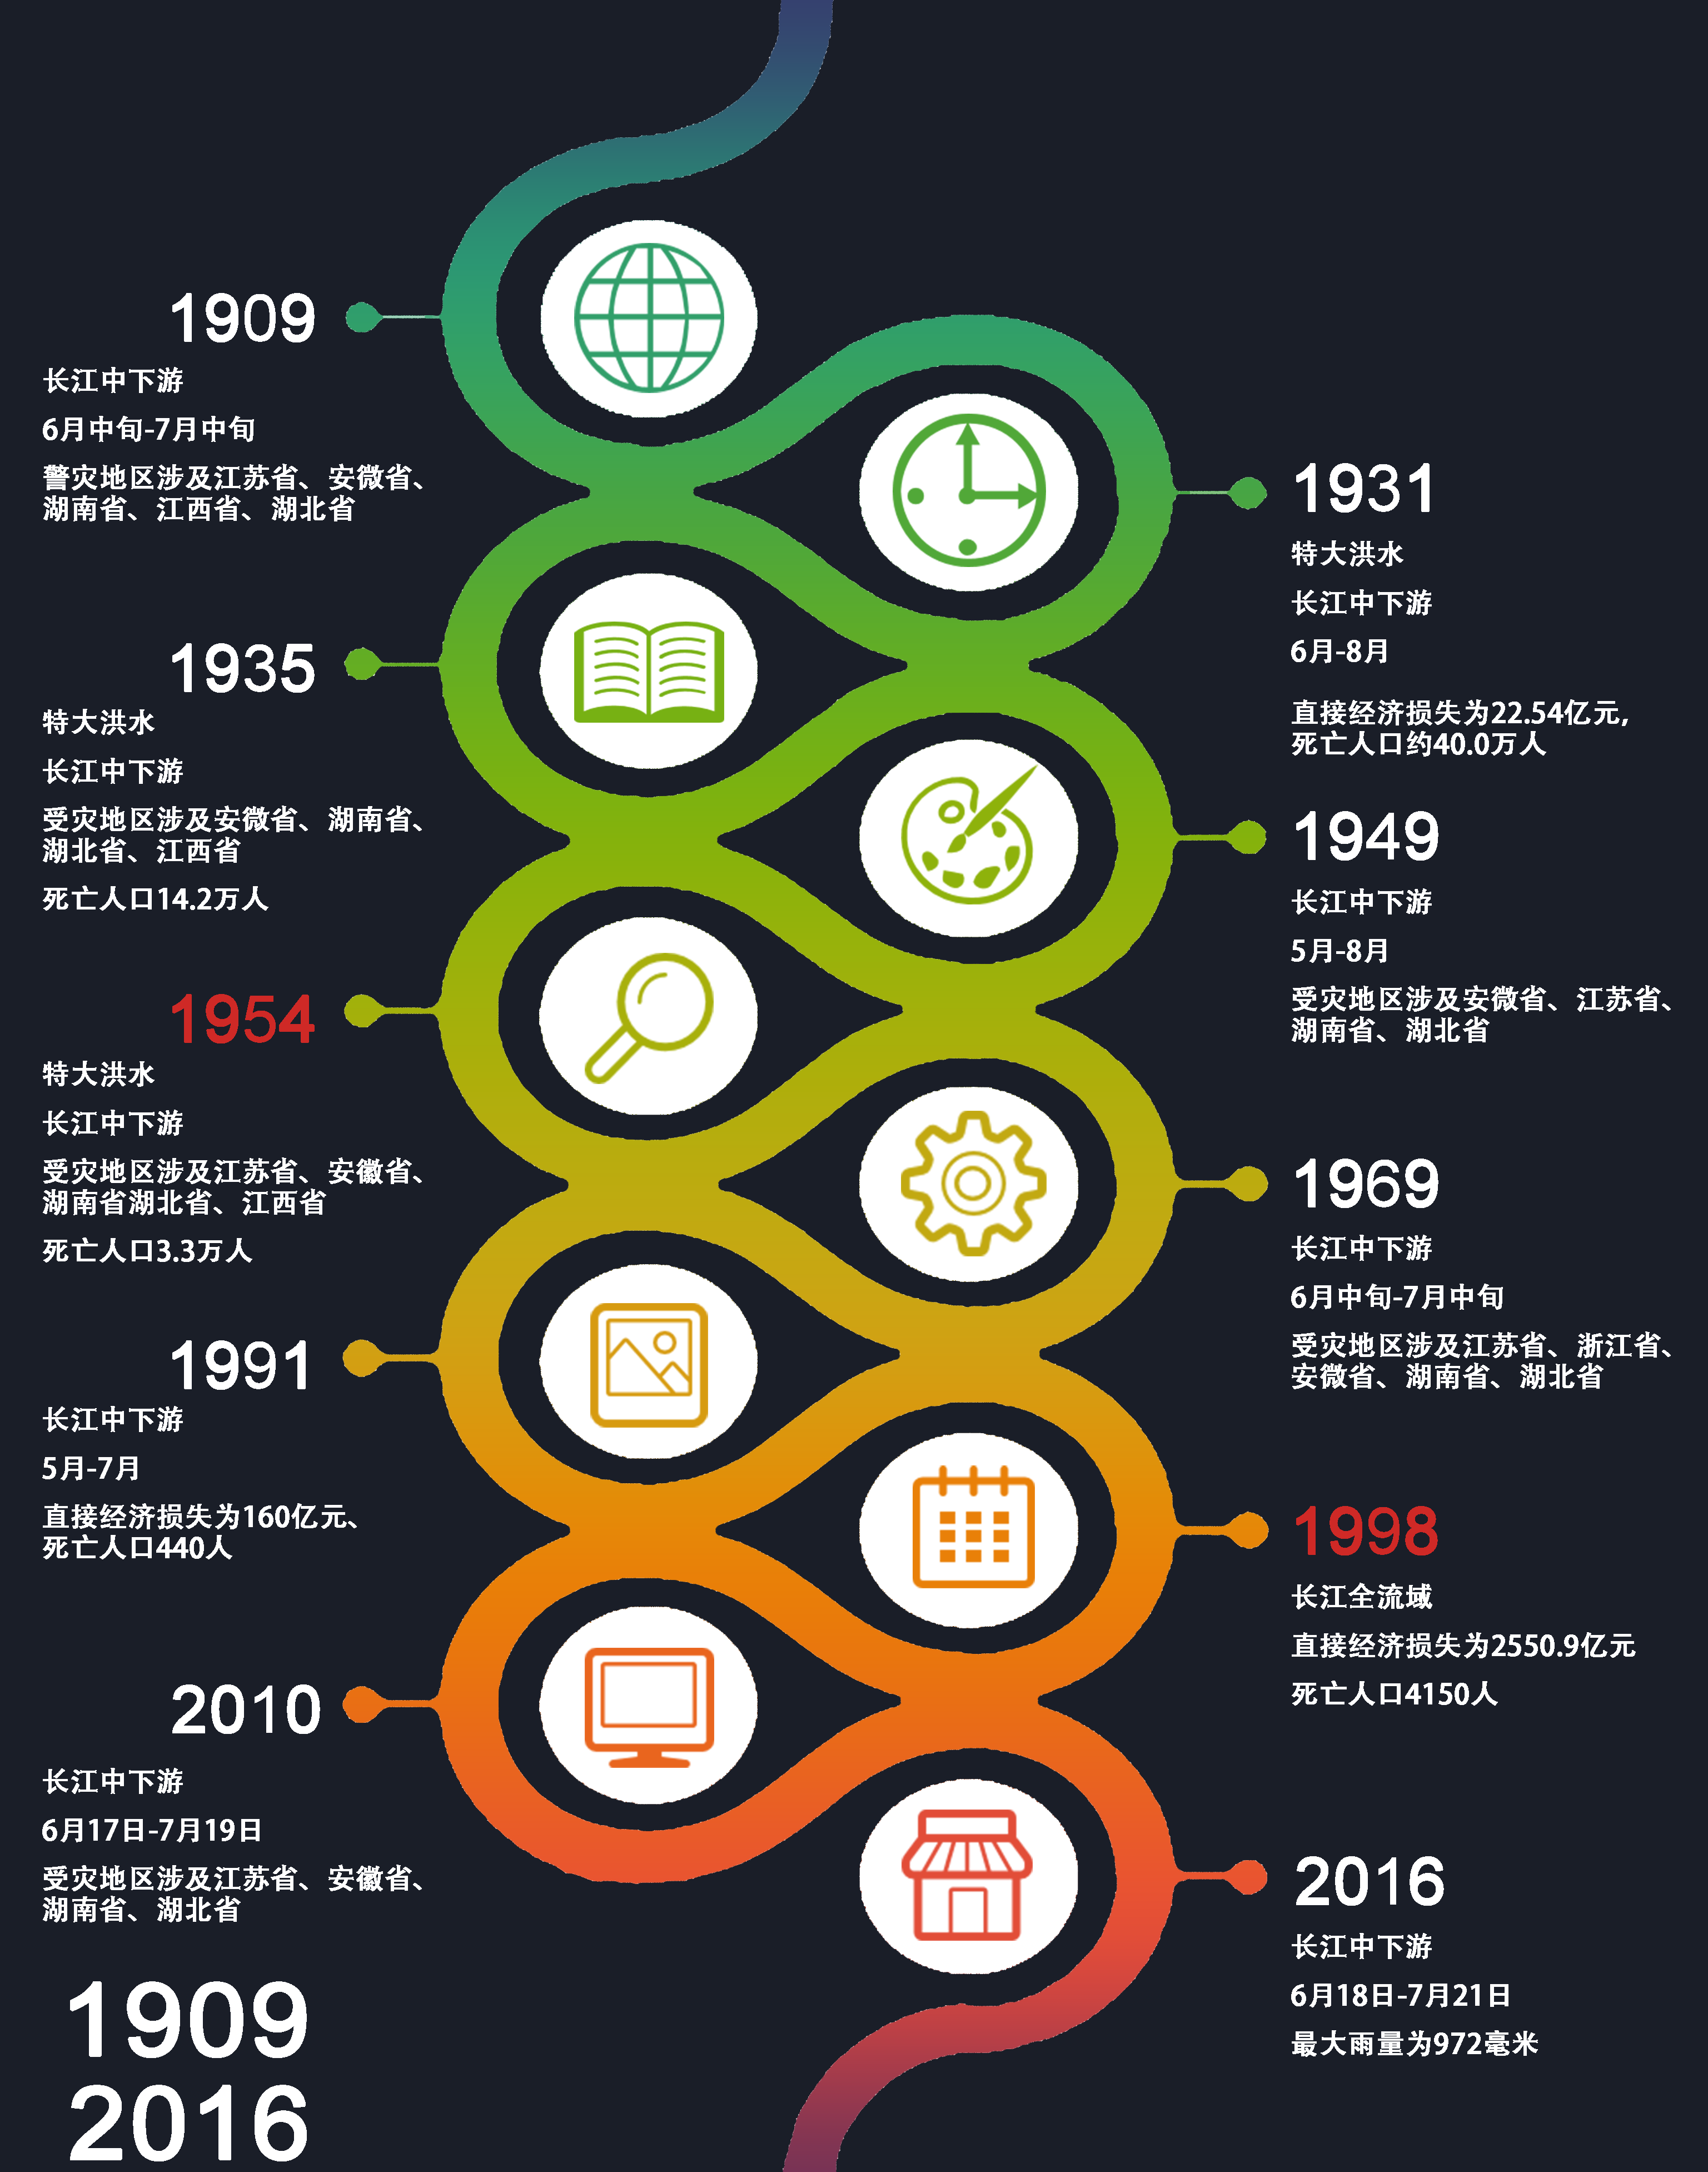 1909
长江中下游
6月中旬-7月中旬
警灾地区涉及江苏省、安微省、
湖南省、江西省、湖北省
1931
特大洪水
长江中下游
6月-8月
直接经济损失为22.54亿元,
死亡人口约40.0万人
1935
特大洪水
长江中下游
受灾地区涉及安微省、湖南省、
湖北省、江西省
死亡人口14.2万人
1949
长江中下游
5月-8月
受灾地区涉及安微省、江苏省、
湖南省、湖北省
1954
特大洪水
长江中下游
受灾地区涉及江苏省、安徽省、
湖南省湖北省、江西省
死亡人口3.3万人
1969
长江中下游
6月中旬-7月中旬
受灾地区涉及江苏省、浙江省、
安微省、湖南省、湖北省
1991
长江中下游
5月-7月
直接经济损失为160亿元、
死亡人口440人
1998
长江全流域
直接经济损失为2550.9亿元
死亡人口4150人
2010
长江中下游
6月17日-7月19日
受灾地区涉及江苏省、安徽省、
湖南省、湖北省
2016
长江中下游
6月18日-7月21日
最大雨量为972毫米
1909
2016